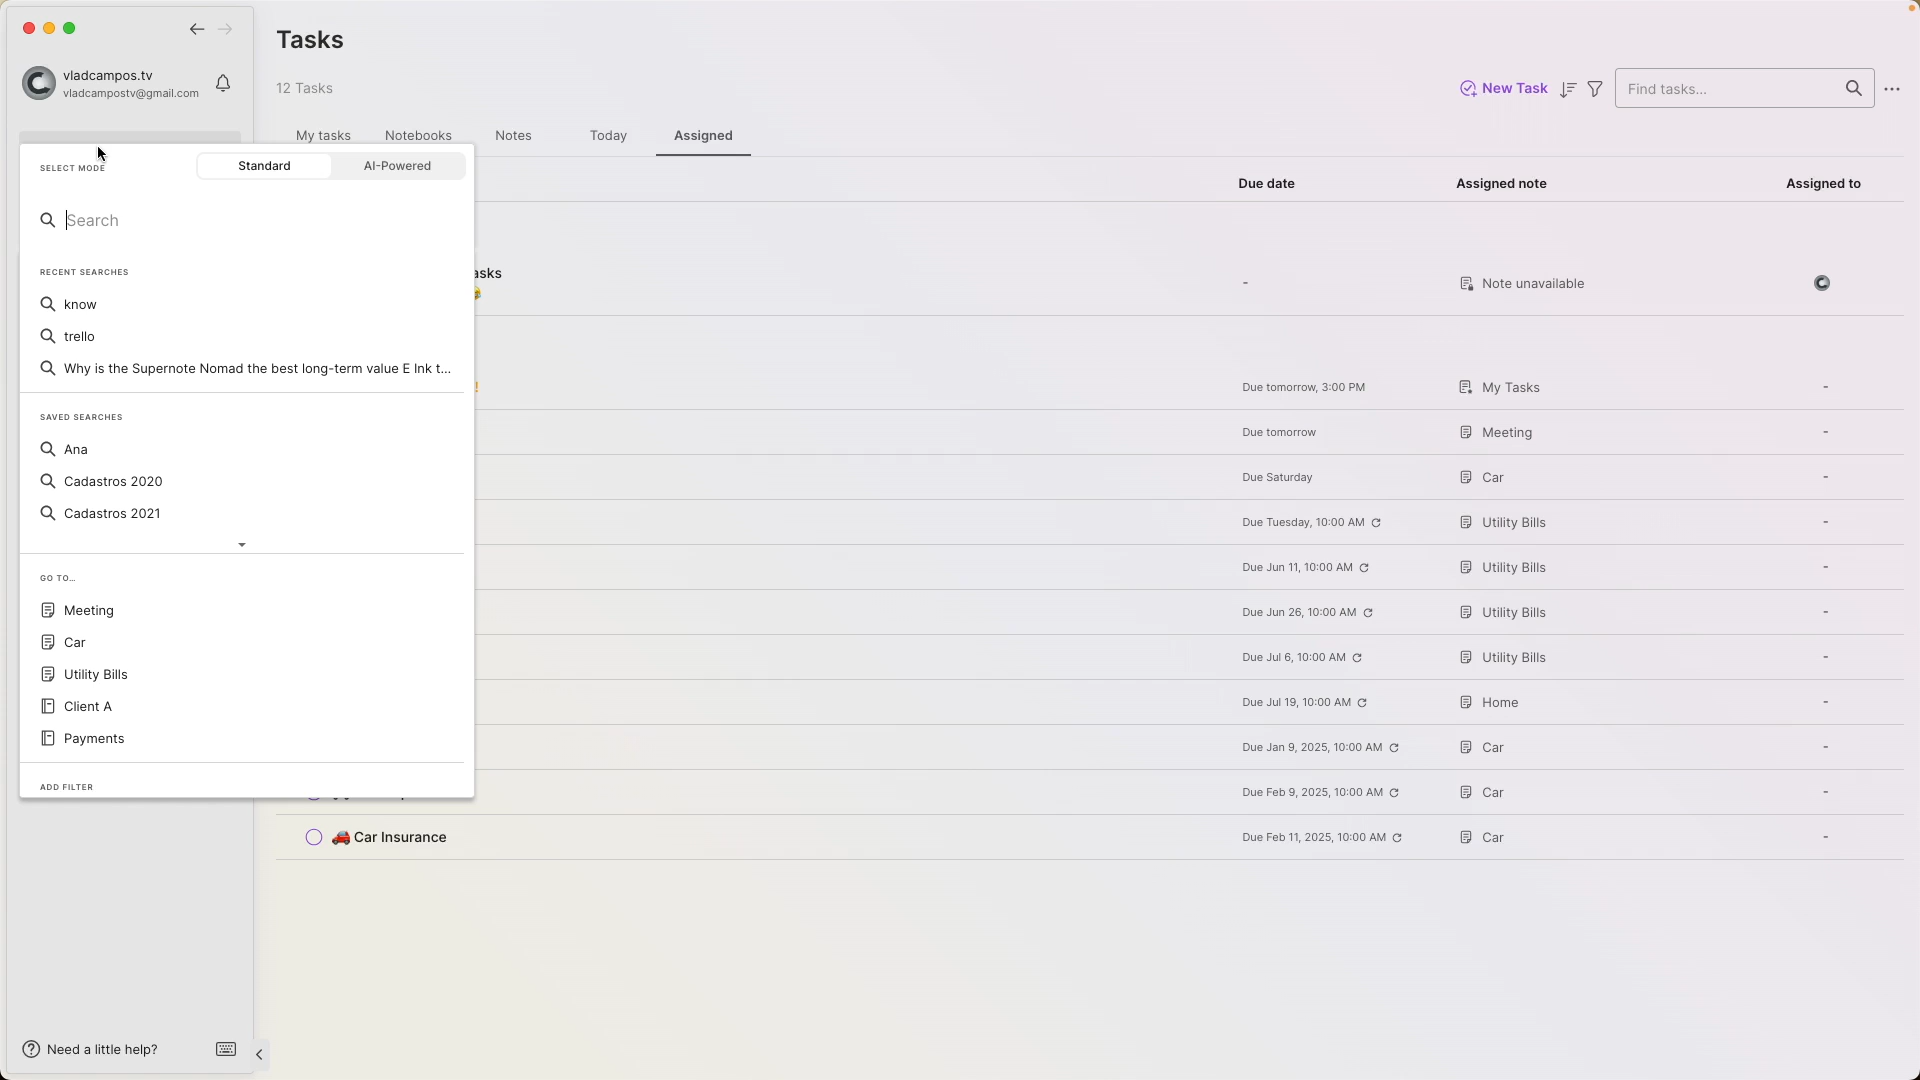 vladcampos.tv
vladcampostv@gmail.com
Tasks
12 Tasks
New Task
Find tasks...
My tasks
Notebooks
Notes
Today
Assigned
SELECT MODE
Standard
AI-Powered
Search
RECENT SEARCHES
know
trello
Why is the Supernote Nomad the best long-term value E Ink t...
SAVED SEARCHES
Ana
Cadastros 2020
Cadastros 2021
GO TO...
Meeting
Car
Utility Bills
Client A
Payments
ADD FILTER
Due date Assigned note Assigned to
asks
- Note unavailable
Due tomorrow, 3:00 PM My Tasks -
Due tomorrow Meeting -
Due Saturday Car -
Due Tuesday, 10:00 AM Utility Bills -
Due Jun 11, 10:00 AM Utility Bills -
Due Jun 26, 10:00 AM Utility Bills -
Due Jul 6, 10:00 AM Utility Bills -
Due Jul 19, 10:00 AM Home -
Due Jan 9, 2025, 10:00 AM Car -
Due Feb 9, 2025, 10:00 AM Car -
Car Insurance Due Feb 11, 2025, 10:00 AM Car -
Need a little help?